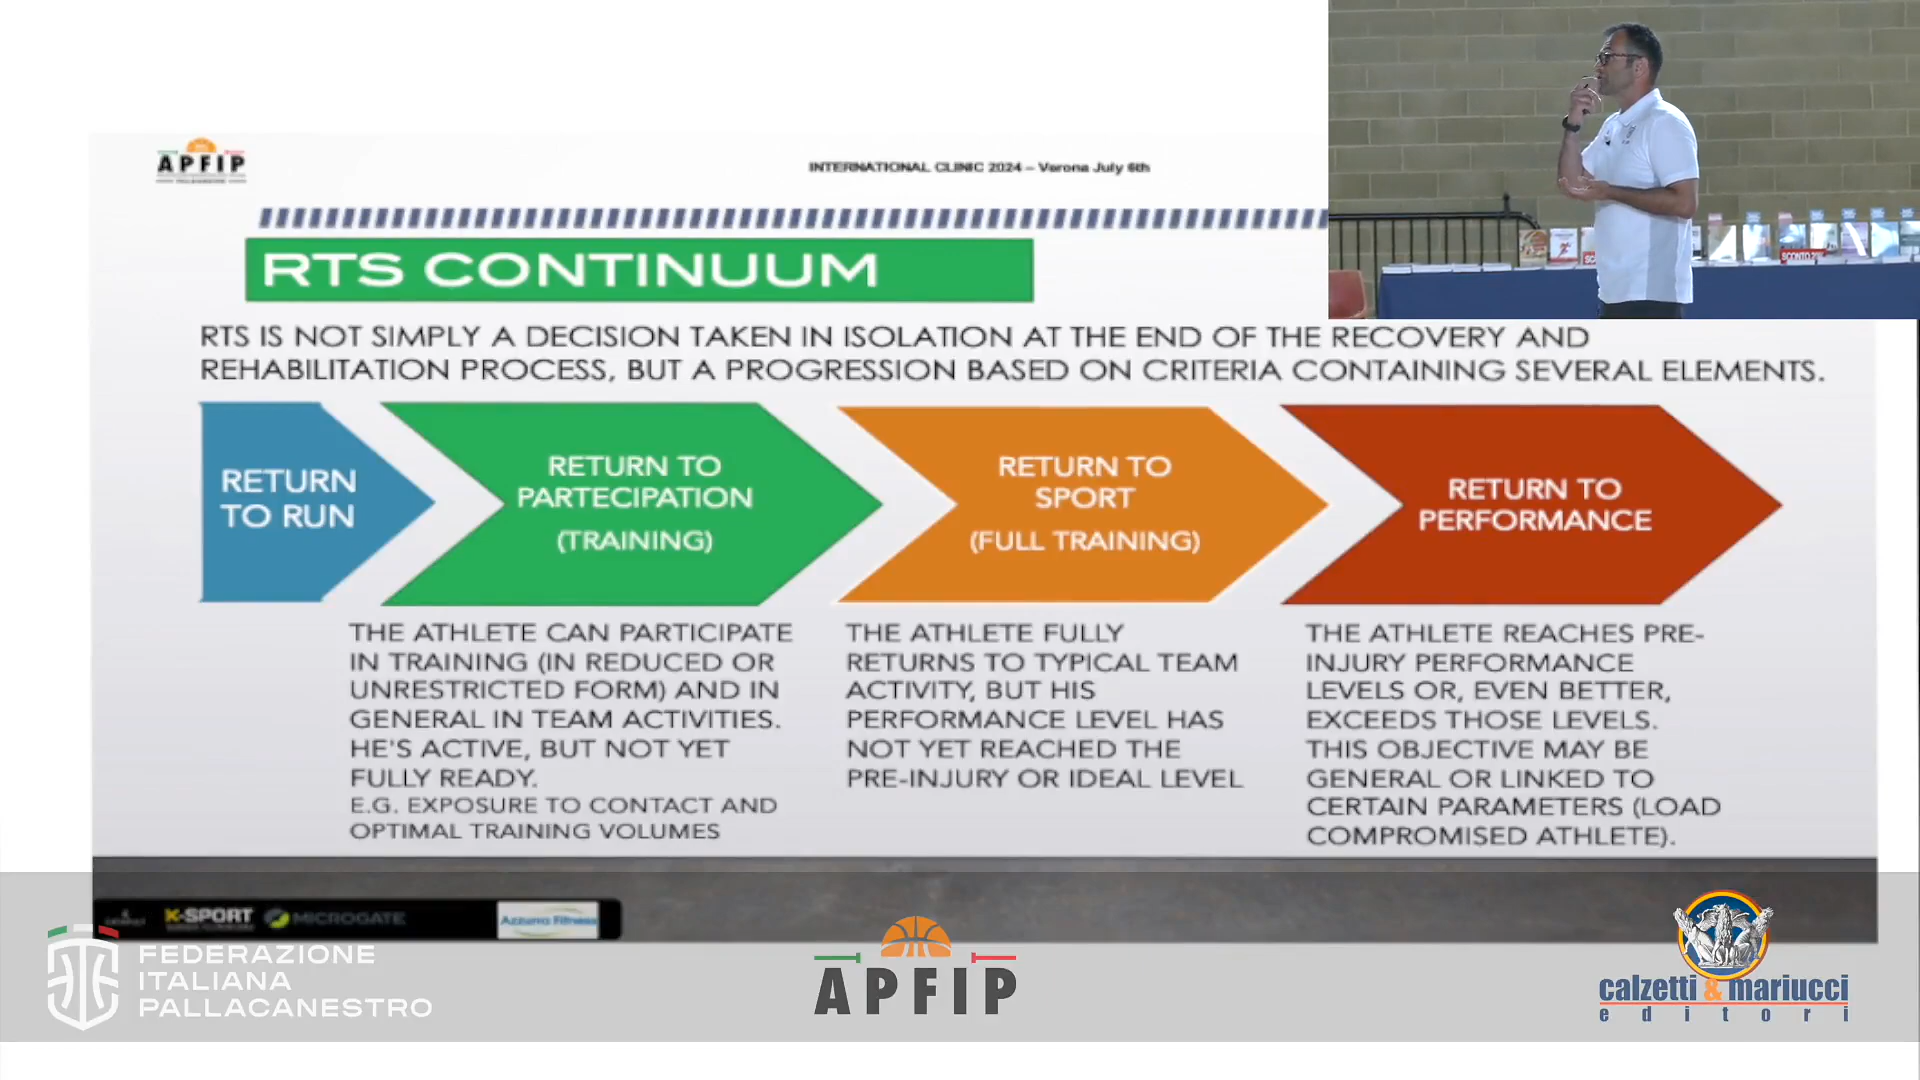 APFIP
INTERNATIONAL CLINIC 2024 – Verona July 6th
RTS CONTINUUM
RTS IS NOT SIMPLY A DECISION TAKEN IN ISOLATION AT THE END OF THE RECOVERY AND
REHABILITATION PROCESS, BUT A PROGRESSION BASED ON CRITERIA CONTAINING SEVERAL ELEMENTS.
RETURN
TO RUN
RETURN TO
PARTECIPATION
(TRAINING)
RETURN TO
SPORT
(FULL TRAINING)
RETURN TO
PERFORMANCE
THE ATHLETE CAN PARTICIPATE
IN TRAINING (IN REDUCED OR
UNRESTRICTED FORM) AND IN
GENERAL IN TEAM ACTIVITIES.
HE'S ACTIVE, BUT NOT YET
FULLY READY.
E.G. EXPOSURE TO CONTACT AND
OPTIMAL TRAINING VOLUMES
THE ATHLETE FULLY
RETURNS TO TYPICAL TEAM
ACTIVITY, BUT HIS
PERFORMANCE LEVEL HAS
NOT YET REACHED THE
PRE-INJURY OR IDEAL LEVEL
THE ATHLETE REACHES PRE-
INJURY PERFORMANCE
LEVELS OR, EVEN BETTER,
EXCEEDS THOSE LEVELS.
THIS OBJECTIVE MAY BE
GENERAL OR LINKED TO
CERTAIN PARAMETERS (LOAD
COMPROMISED ATHLETE).
K-SPORT
MICROGATE
Azzurra Fitness
FEDERAZIONE
ITALIANA
PALLACANESTRO
APFIP
calzetti & mariucci
editori